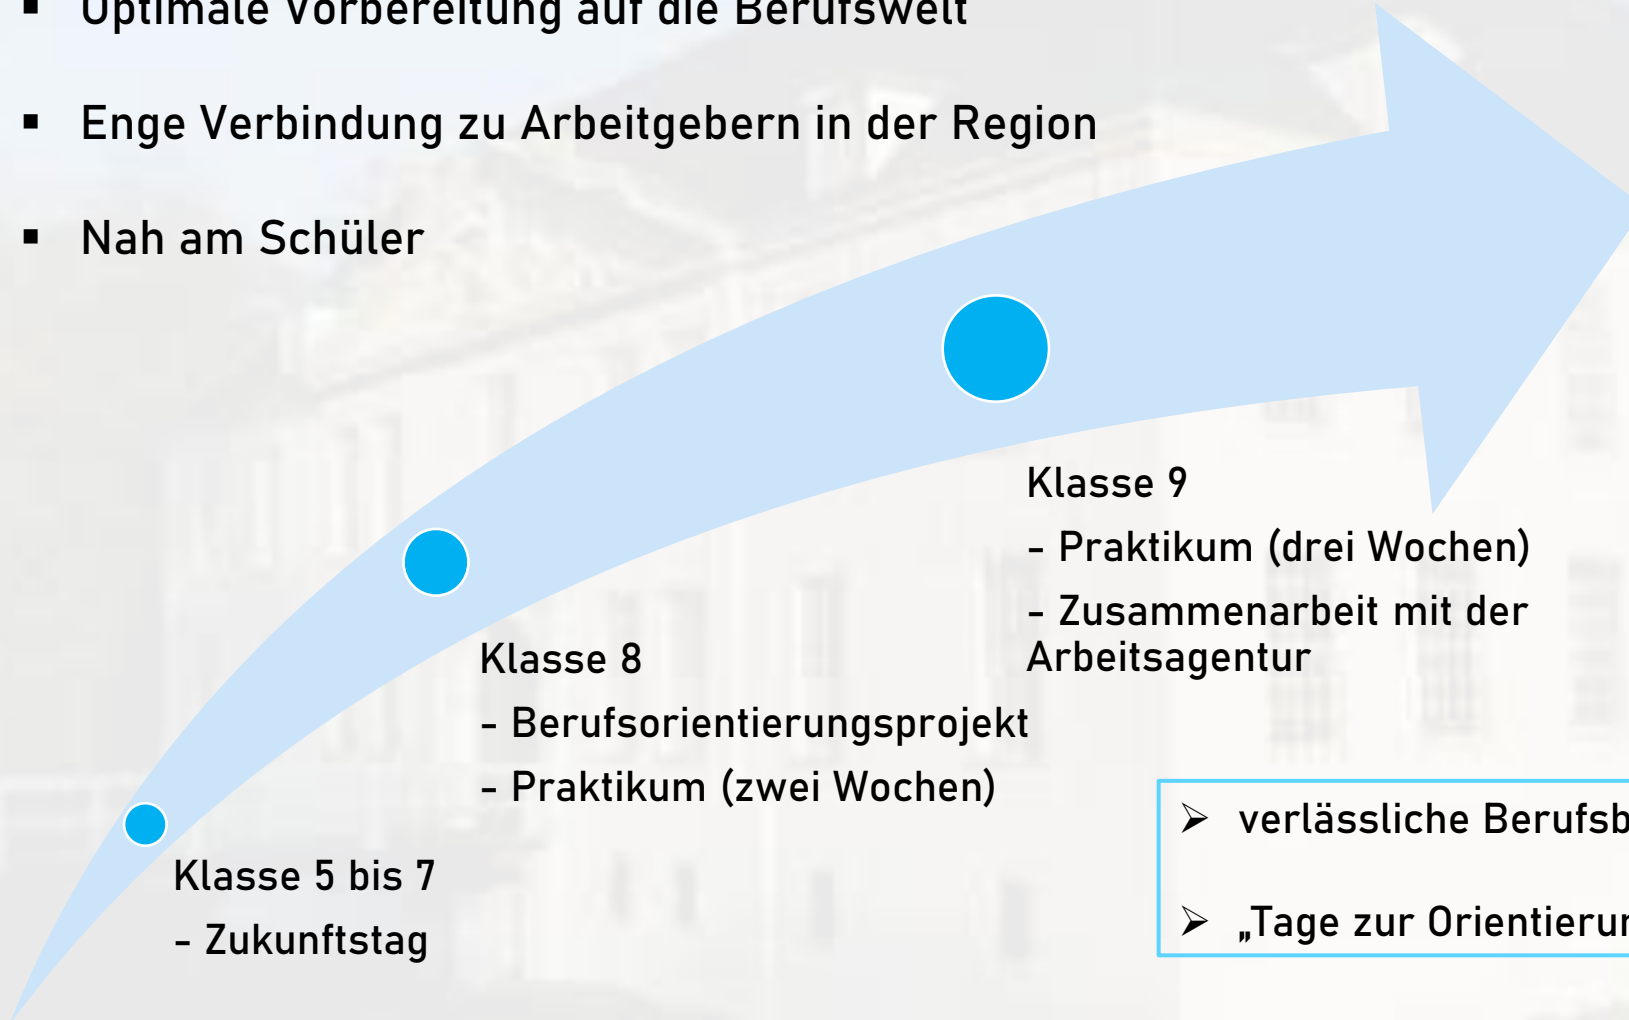 Optimale Vorbereitung auf die Berufswelt
Enge Verbindung zu Arbeitgebern in der Region
Nah am Schüler
Klasse 9
- Praktikum (drei Wochen)
- Zusammenarbeit mit der
Arbeitsagentur
Klasse 8
- Berufsorientierungsprojekt
- Praktikum (zwei Wochen)
verlässliche
„Tage zur
Klasse 5 bis 7
- Zukunftstag